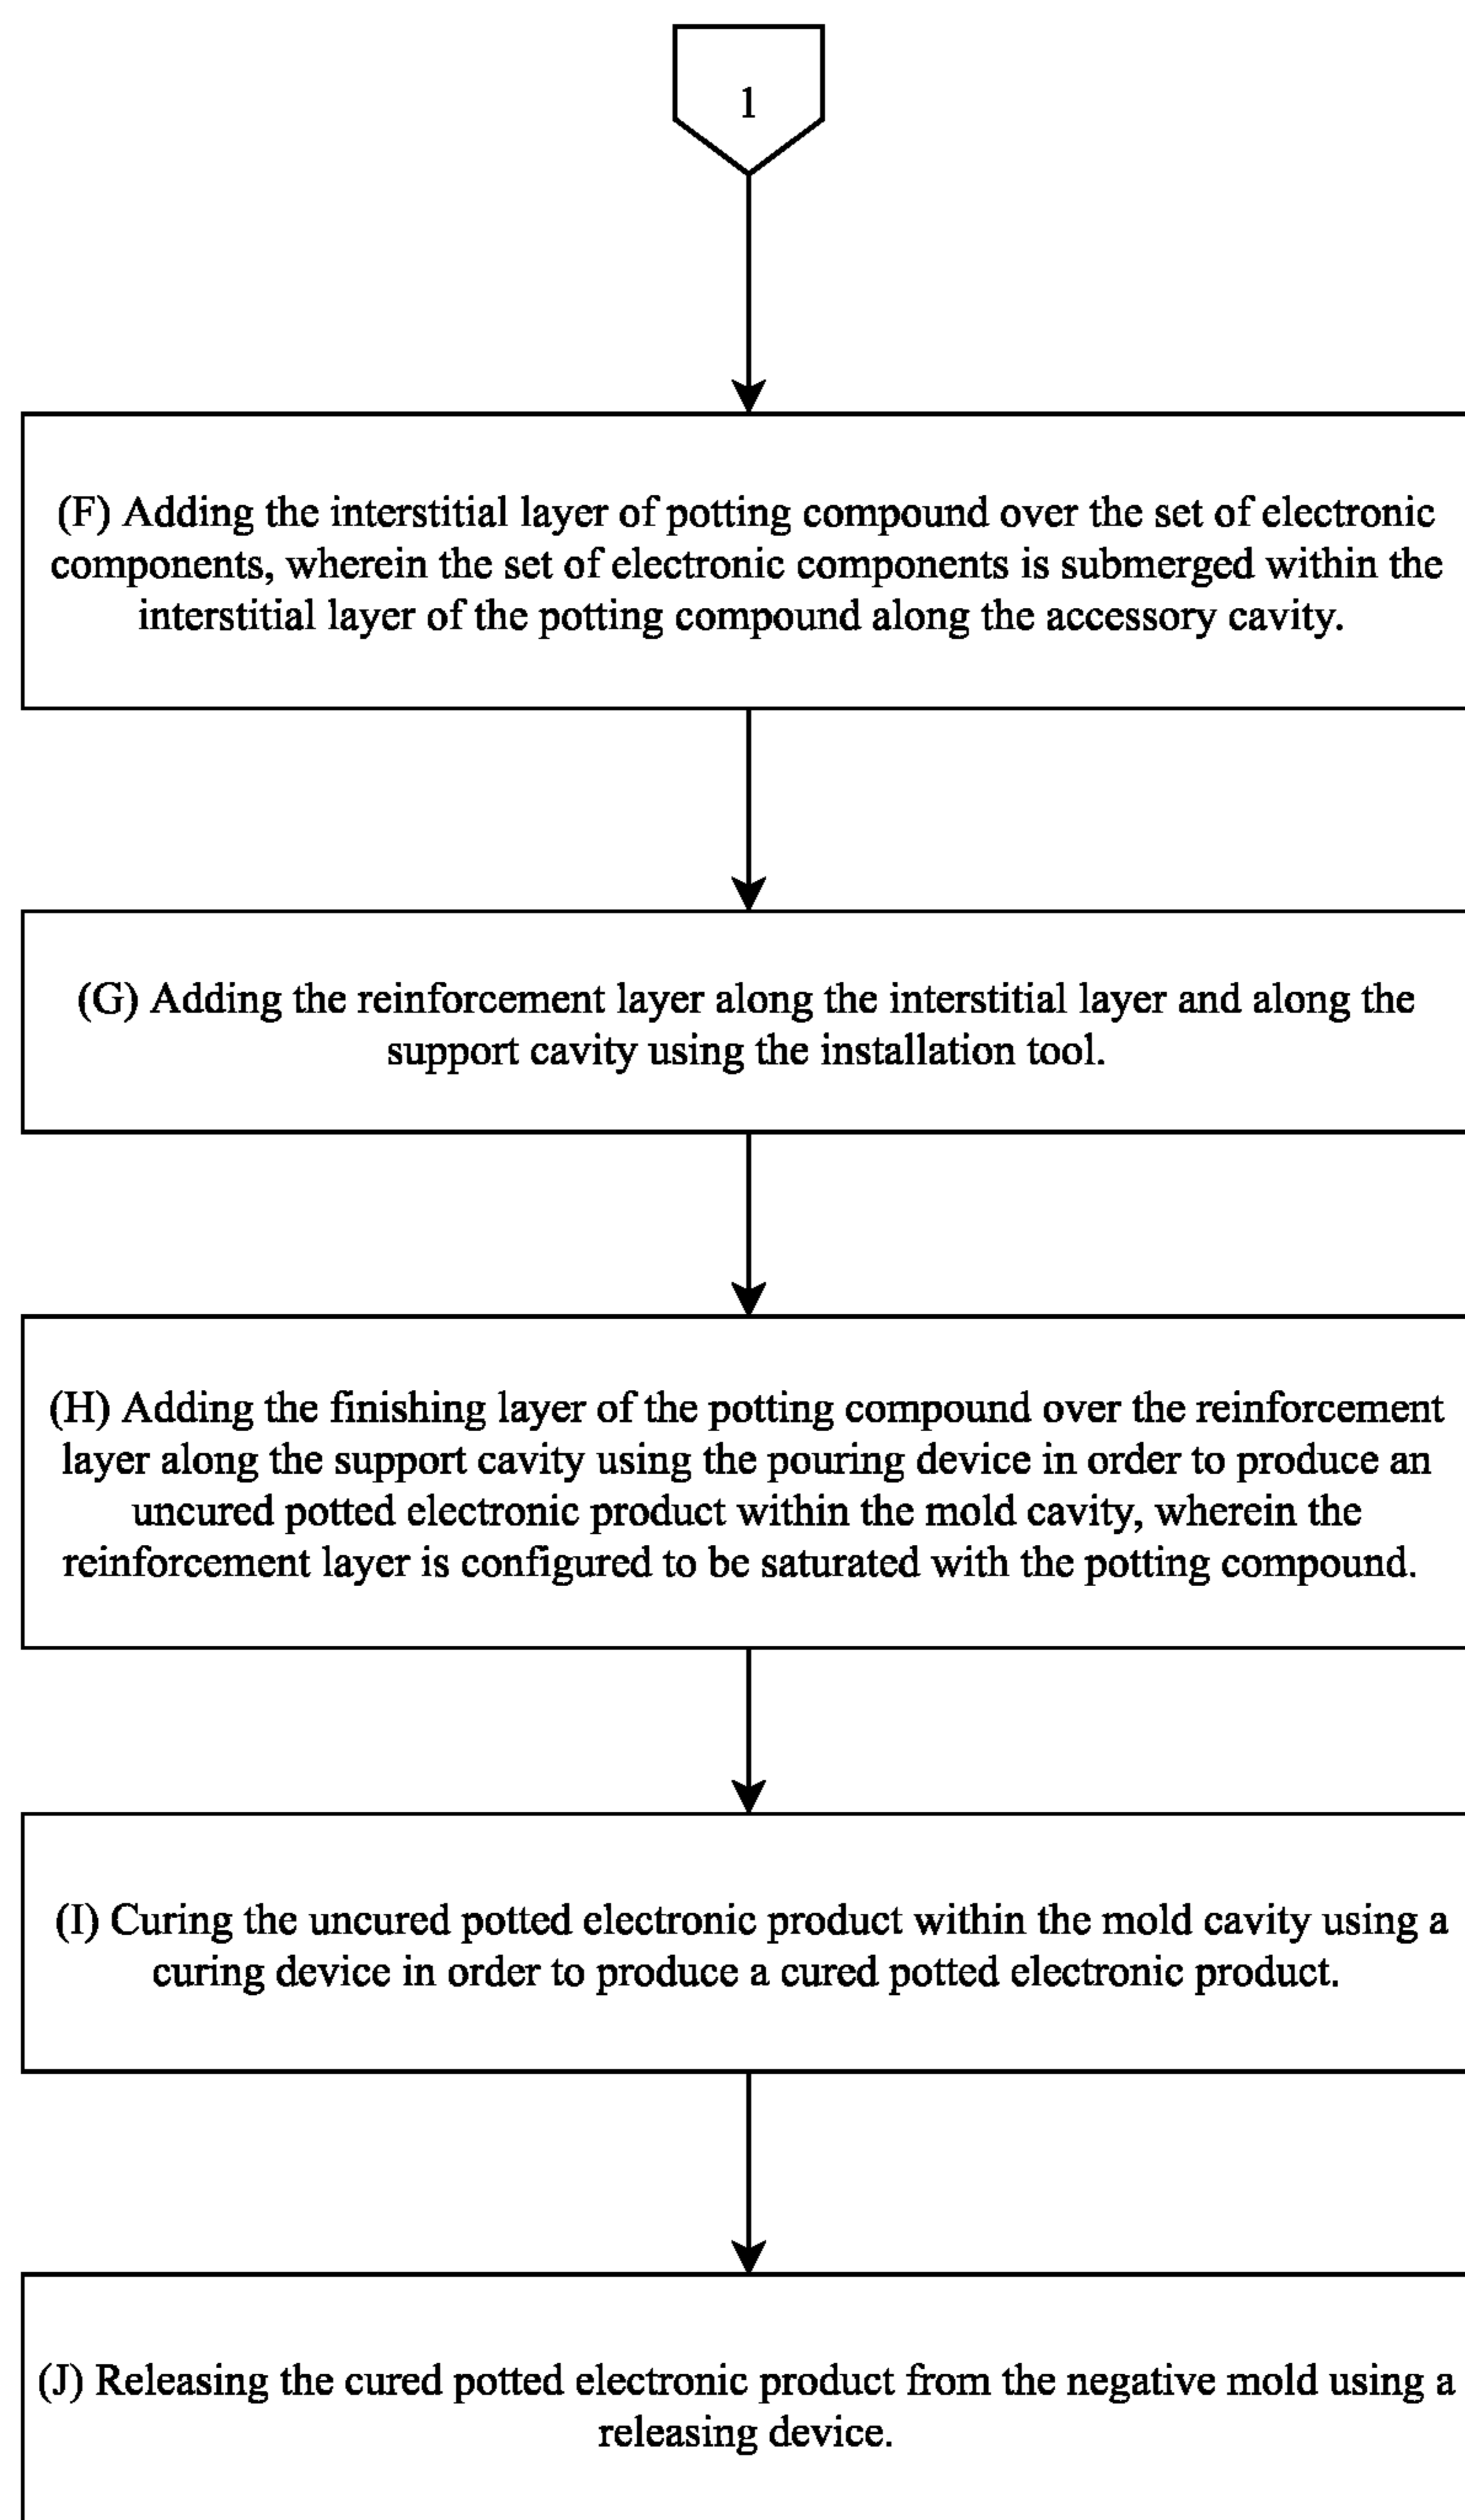 1
(F) Adding the interstitial layer of potting compound over the set of electronic
components, wherein the set of electronic components is submerged within the
interstitial layer of the potting compound along the accessory cavity.
(G) Adding the reinforcement layer along the interstitial layer and along the
support cavity using the installation tool.
(H) Adding the finishing layer of the potting compound over the reinforcement
layer along the support cavity using the pouring device in order to produce an
uncured potted electronic product within the mold cavity, wherein the
reinforcement layer is configured to be saturated with the potting compound.
(I) Curing the uncured potted electronic product within the mold cavity using a
curing device in order to produce a cured potted electronic product.
(J) Releasing the cured potted electronic product from the negative mold using a
releasing device.